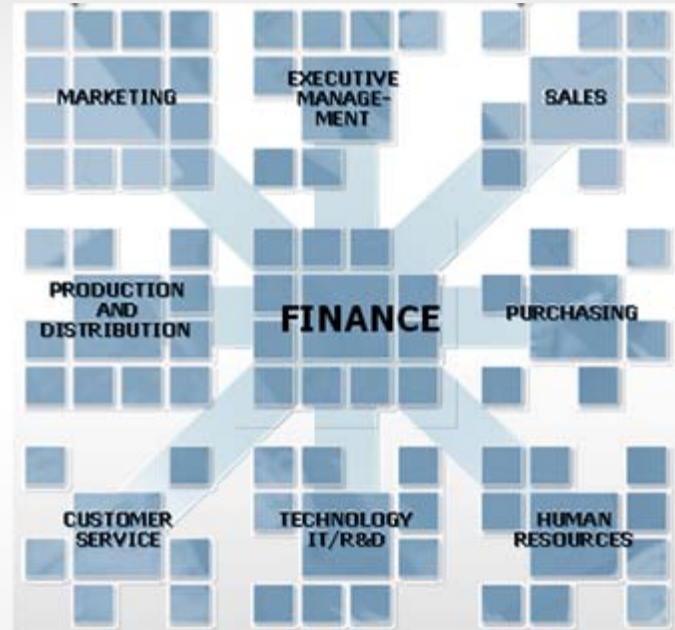 MARKETING
EXECUTIVE
MANAGE-
MENT
SALES
PRODUCTION
AND
DISTRIBUTION
FINANCE
PURCHASING
CUSTOMER
SERVICE
TECHNOLOGY
IT/R&D
HUMAN
RESOURCES